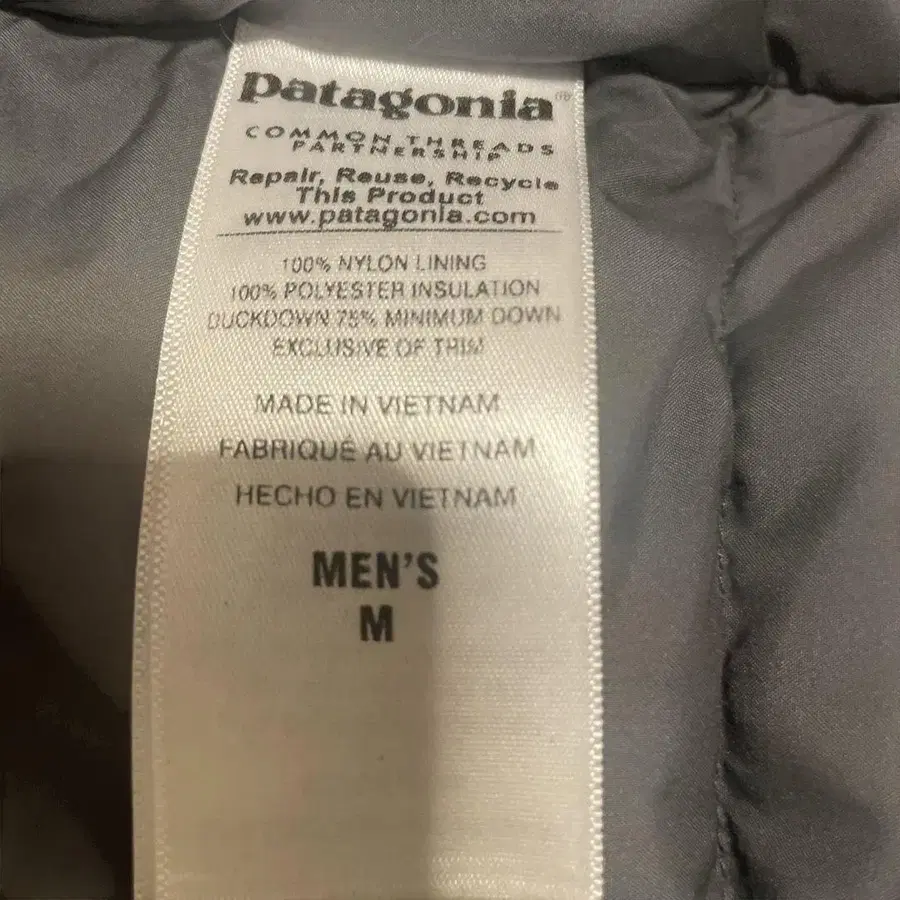 patagonia®
COMMON THREADS
PARTNERSHIP
Repair, Reuse, Recycle
This Product
www.patagonia.com
100% NYLON LINING
100% POLYESTER INSULATION
DUCKDOWN 75% MINIMUM DOWN
EXCLUSIVE OF TRIM
MADE IN VIETNAM
FABRIQUÉ AU VIETNAM
HECHO EN VIETNAM
MEN'S
M